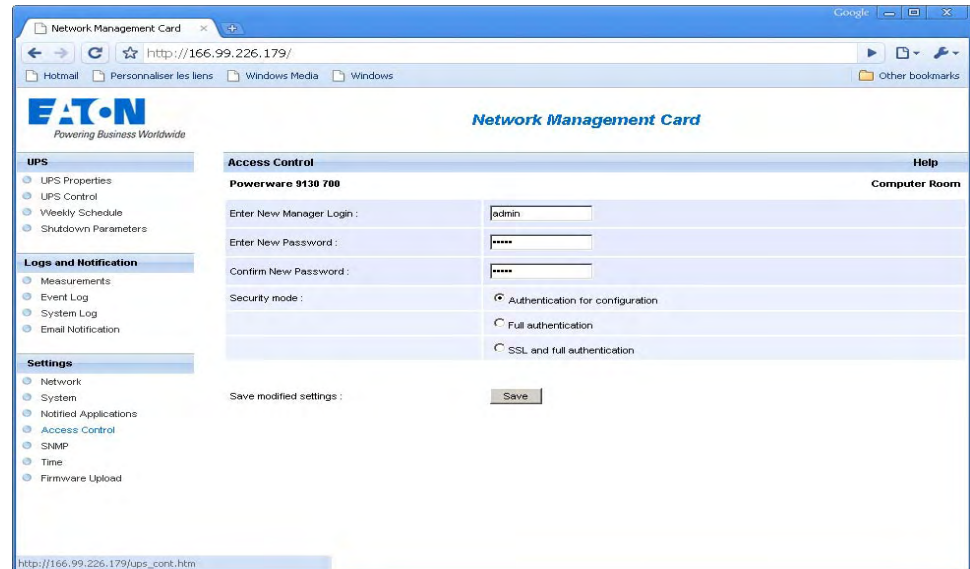 Google
Network Management Card
http://166.99.226.179/
Hotmail Personnaliser les liens Windows Media Windows Other bookmarks
EATON
Powering Business Worldwide
Network Management Card
UPS
UPS Properties
UPS Control
Weekly Schedule
Shutdown Parameters
Logs and Notification
Measurements
Event Log
System Log
Email Notification
Settings
Network
System
Notified Applications
Access Control
SNMP
Time
Firmware Upload
Access Control Help
Powerware 9130 700 Computer Room
Enter New Manager Login : admin
Enter New Password : •••••
Confirm New Password : •••••
Security mode : Authentication for configuration
Full authentication
SSL and full authentication
Save modified settings : Save
http://166.99.226.179/ups_cont.htm